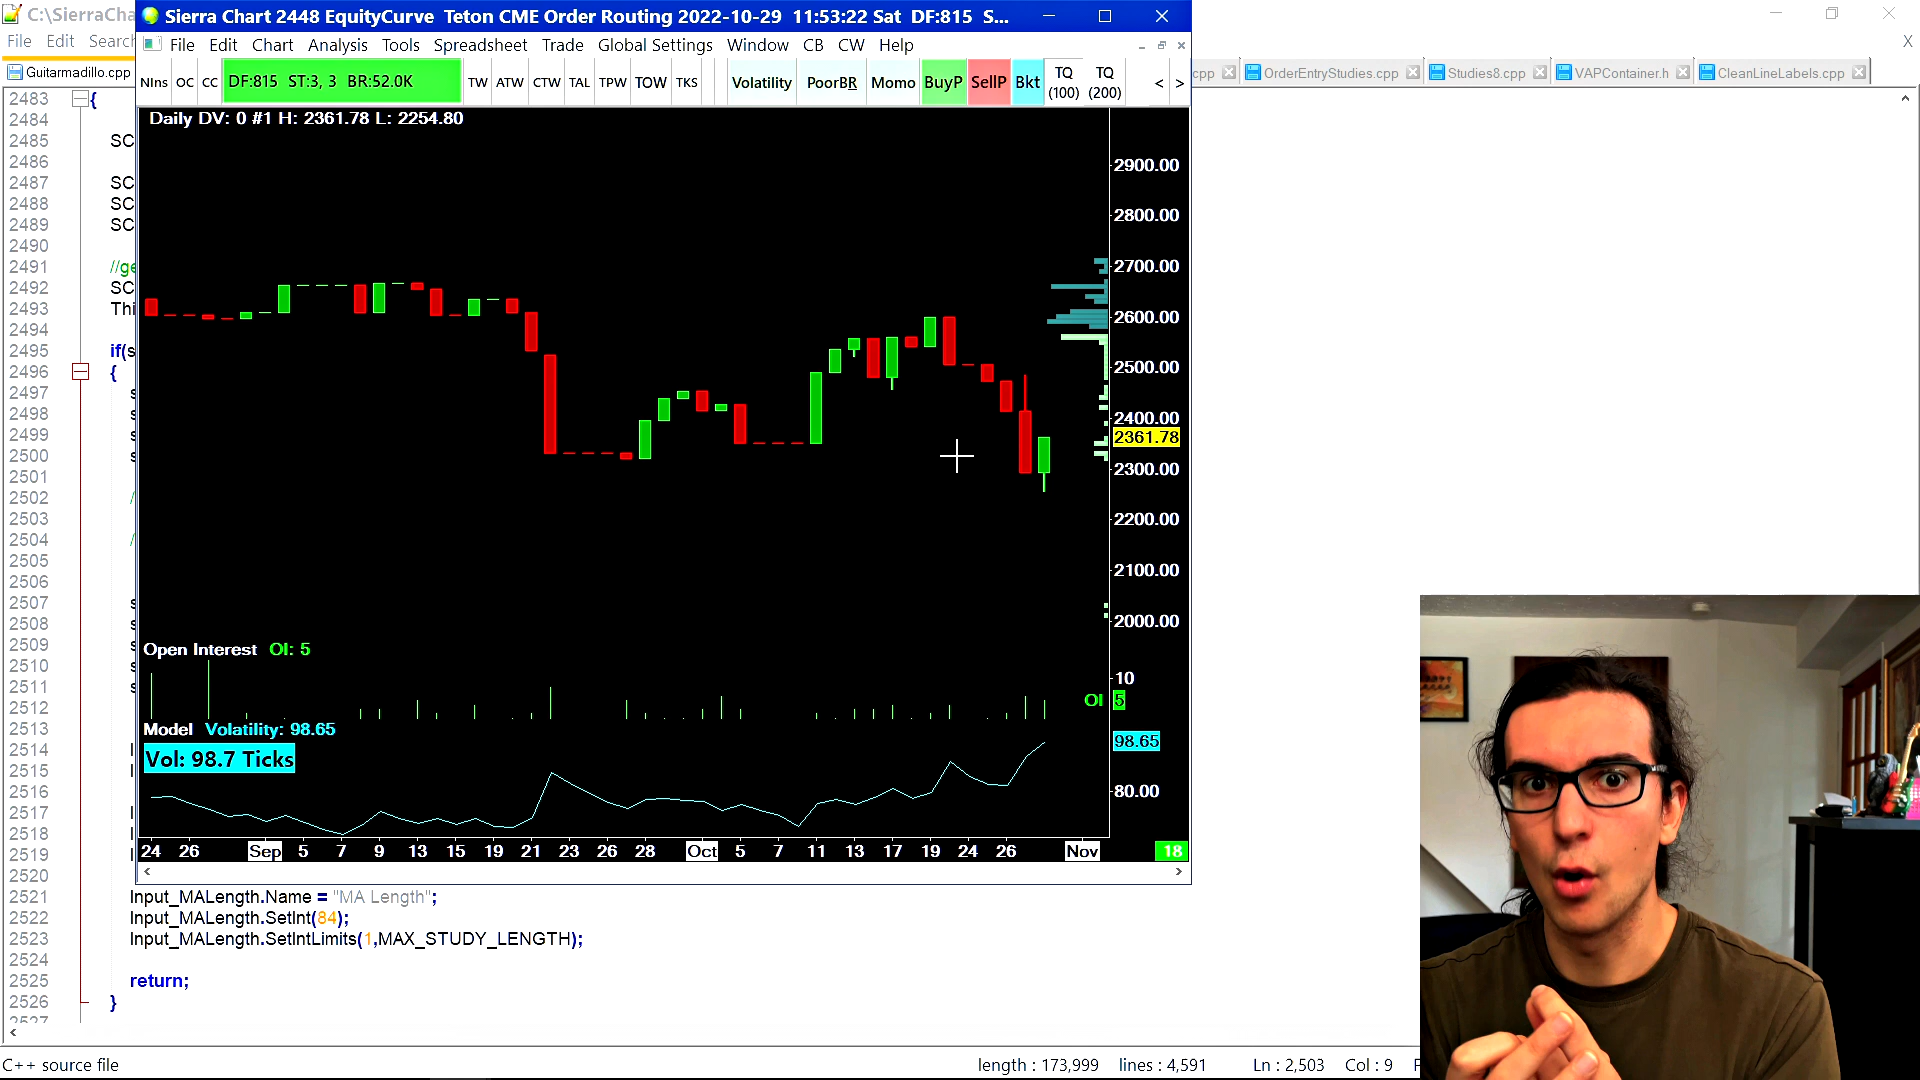 C:\SierraCha
Sierra Chart 2448 EquityCurve Teton CME Order Routing 2022-10-29 11:53:22 Sat DF:815 S...
File Edit Searc
File Edit Chart Analysis Tools Spreadsheet Trade Global Settings Window CB CW Help
X
Guitarmadillo.cpp
NIns OC CC DF:815 ST:3, 3 BR:52.0K TW ATW CTW TAL TPW TOW TKS Volatility PoorBR Momo BuyP SellP Bkt TQ (100) TQ (200) < >
cpp OrderEntryStudies.cpp Studies8.cpp VAPContainer.h CleanLineLabels.cpp
Daily DV: 0 #1 H: 2361.78 L: 2254.80
2900.00
2800.00
2700.00
2600.00
2500.00
2400.00
2361.78
2300.00
2200.00
2100.00
2000.00
Open Interest OI: 5
10
OI 5
Model Volatility: 98.65
98.65
Vol: 98.7 Ticks
80.00
24 26 Sep 5 7 9 13 15 19 21 23 26 28 Oct 5 7 11 13 17 19 24 26 Nov 18
2483 {
2484
2485 SC
2486
2487 SC
2488 SC
2489 SC
2490
2491 //ge
2492 SC
2493 Thi
2494
2495 if(s
2496 {
2497 s
2498 s
2499 s
2500 s
2501
2502 /
2503
2504 /
2505
2506
2507 s
2508 s
2509 s
2510 s
2511 s
2512
2513
2514 I
2515 I
2516
2517 I
2518 I
2519 I
2520
2521 Input_MALength.Name = "MA Length";
2522 Input_MALength.SetInt(84);
2523 Input_MALength.SetIntLimits(1,MAX_STUDY_LENGTH);
2524
2525 return;
2526 }
2527
C++ source file length : 173,999 lines : 4,591 Ln : 2,503 Col : 9